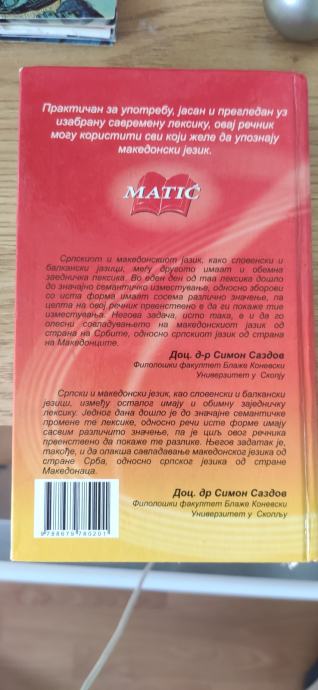 Практичан за употребу, јасан и прегледан уз
изабрану савремену лексику, овај речник
могу користити сви који желе да упознају
македонски језик.
MATIĆ
Српскиот и македонскиот јазик, како словенски и
балкански јазици, меѓу другото имаат и обемна
заедничка лексика. Во еден дел од таа лексика дошло
до значајно семантичко изместување, односно зборови
со иста форма имаат сосема различно значење, па
целта на овој речник првенствено е да ги покаже тие
изместувања. Негова задача, исто така, е и да го
олесни совладувањето на македонскиот јазик од
страна на Србите, односно српскиот јазик од страна
на Македонците.
Доц. д-р Симон Саздов
Филолошки факултет Блаже Коневски
Универзитет у Скопју
Српски и македонски језик, као словенски и балкански
језици, између осталог имају и обимну заједничку
лексику. Једног дана дошло је до значајне семантичке
промене те лексике, односно речи исте форме имају
сасвим различито значење, па је циљ овог речника
првенствено да покаже те разлике. Његов задатак је,
такође, и да олакша савладавање македонског језика од
стране Срба, односно српског језика од стране
Македонаца.
Доц. др Симон Саздов
Филолошки факултет Блаже Коневски
Универзитет у Скопљу
9788679780201